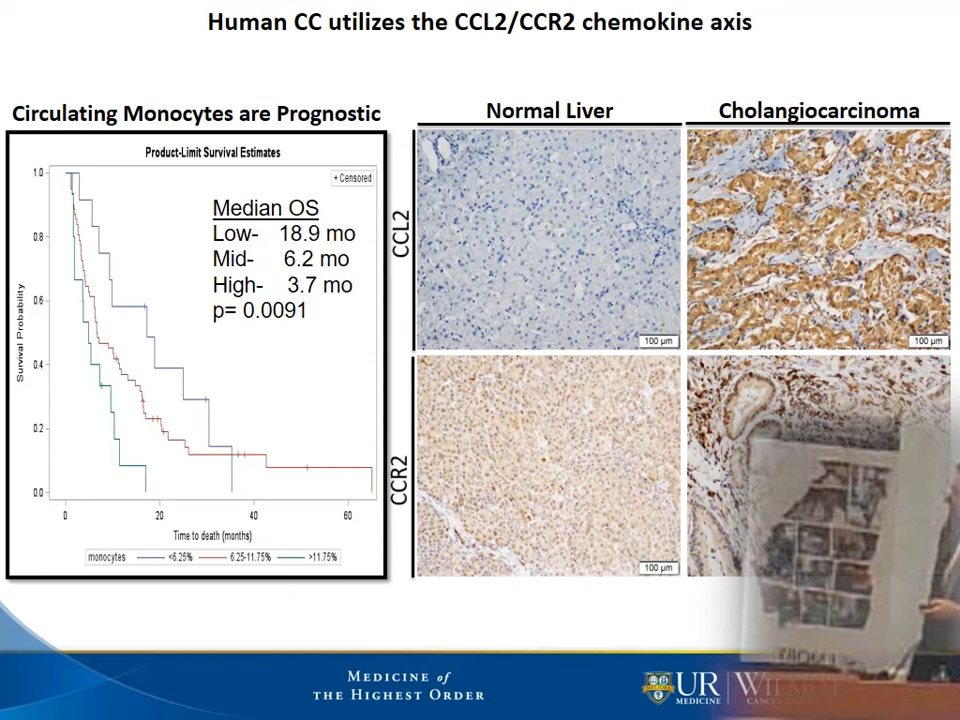 Human CC utilizes the CCL2/CCR2 chemokine axis
Circulating Monocytes are Prognostic
Normal Liver
Cholangiocarcinoma
Product-Limit Survival Estimates
+ Censored
Median OS
Low- 18.9 mo
Mid- 6.2 mo
High- 3.7 mo
p= 0.0091
Survival Probability
1.0
0.8
0.6
0.4
0.2
0.0
0
20
40
60
Time to death (months)
monocytes
<6.25%
6.25-11.75%
>11.75%
CCL2
100 µm
100 µm
CCR2
100 µm
MEDICINE of
THE HIGHEST ORDER
MELIORA
UR
MEDICINE